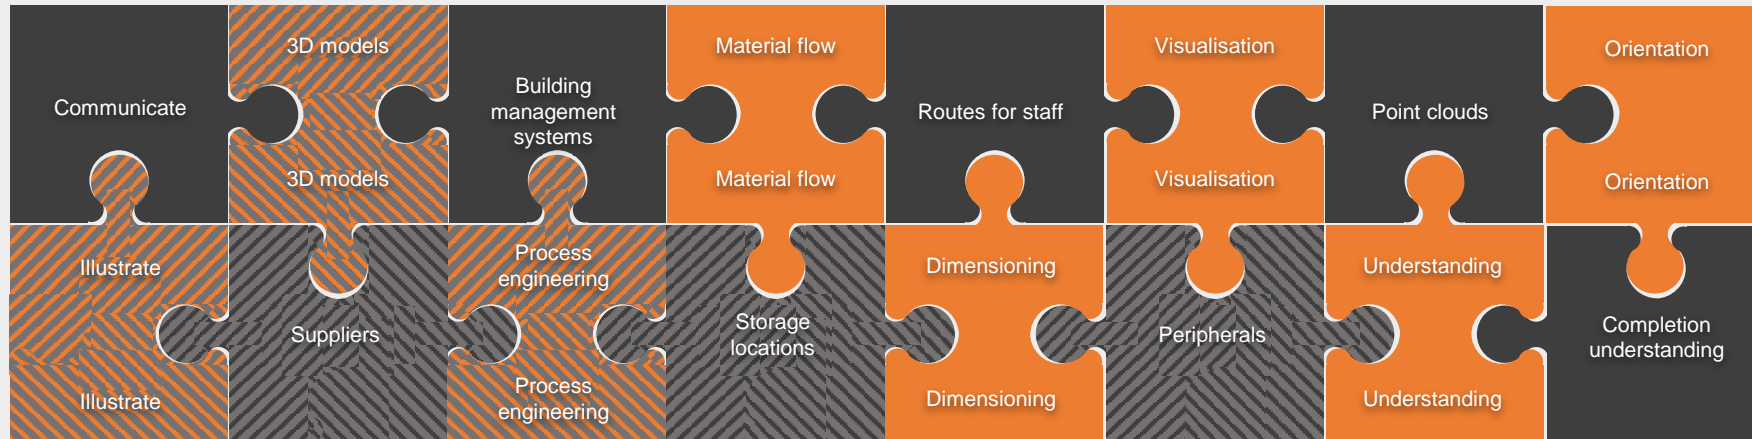 3D models
Material flow
Visualisation
Orientation
Communicate
Building
management
systems
Routes for staff
Point clouds
3D models
Material flow
Visualisation
Orientation
Illustrate
Process
engineering
Dimensioning
Understanding
Suppliers
Storage
locations
Peripherals
Completion
understanding
Illustrate
Process
engineering
Dimensioning
Understanding